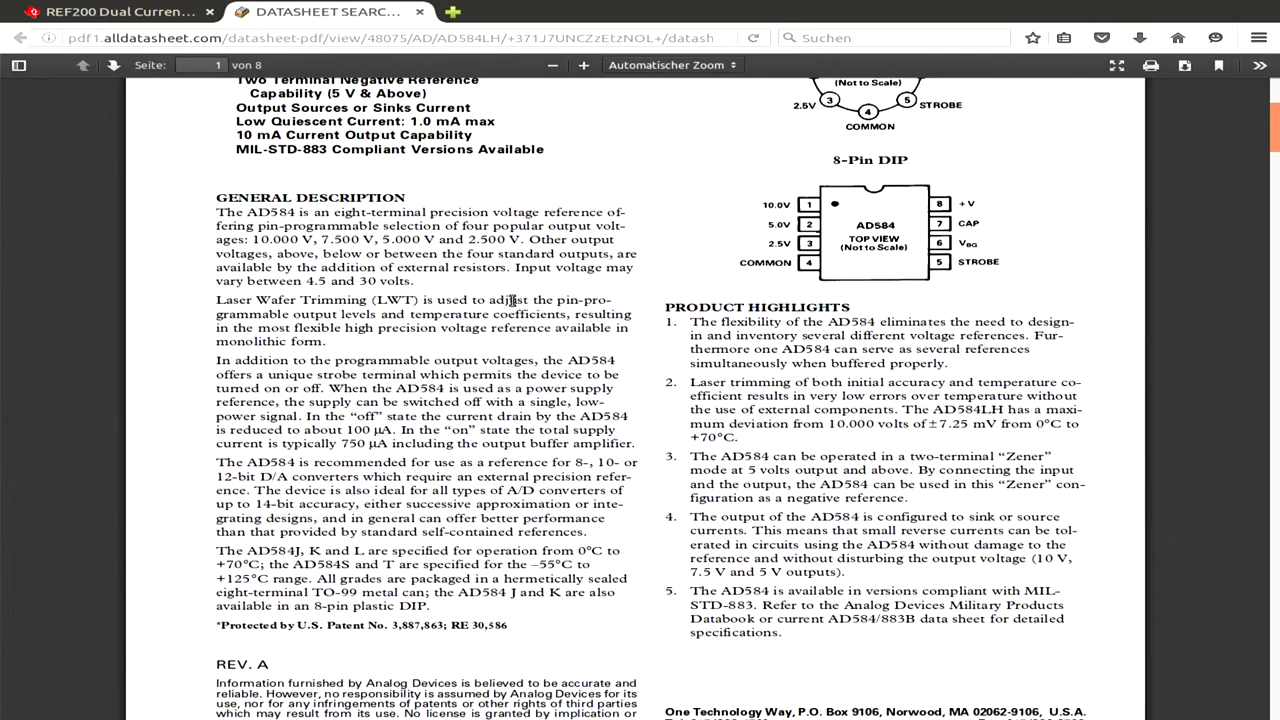 REF200 Dual Curren...
DATASHEET SEARC...
pdf1.alldatasheet.com/datasheet-pdf/view/48075/AD/AD584LH/+371J7UNCZzEtzNOL+/datash
Suchen
Seite:
1
von 8
Automatischer Zoom
Two Terminal Negative Reference
Capability (5 V & Above)
Output Sources or Sinks Current
Low Quiescent Current: 1.0 mA max
10 mA Current Output Capability
MIL-STD-883 Compliant Versions Available
GENERAL DESCRIPTION
The AD584 is an eight-terminal precision voltage reference of-
fering pin-programmable selection of four popular output volt-
ages: 10.000 V, 7.500 V, 5.000 V and 2.500 V. Other output
voltages, above, below or between the four standard outputs, are
available by the addition of external resistors. Input voltage may
vary between 4.5 and 30 volts.
Laser Wafer Trimming (LWT) is used to adjust the pin-pro-
grammable output levels and temperature coefficients, resulting
in the most flexible high precision voltage reference available in
monolithic form.
In addition to the programmable output voltages, the AD584
offers a unique strobe terminal which permits the device to be
turned on or off. When the AD584 is used as a power supply
reference, the supply can be switched off with a single, low-
power signal. In the “off” state the current drain by the AD584
is reduced to about 100 µA. In the “on” state the total supply
current is typically 750 µA including the output buffer amplifier.
The AD584 is recommended for use as a reference for 8-, 10- or
12-bit D/A converters which require an external precision refer-
ence. The device is also ideal for all types of A/D converters of
up to 14-bit accuracy, either successive approximation or inte-
grating designs, and in general can offer better performance
than that provided by standard self-contained references.
The AD584J, K and L are specified for operation from 0°C to
+70°C; the AD584S and T are specified for the –55°C to
+125°C range. All grades are packaged in a hermetically sealed
eight-terminal TO-99 metal can; the AD584 J and K are also
available in an 8-pin plastic DIP.
*Protected by U.S. Patent No. 3,887,863; RE 30,586
REV. A
Information furnished by Analog Devices is believed to be accurate and
reliable. However, no responsibility is assumed by Analog Devices for its
use, nor for any infringements of patents or other rights of third parties
which may result from its use. No license is granted by implication or
(Not to Scale)
2.5V
3
5
STROBE
4
COMMON
8-Pin DIP
10.0V 1
8 +V
5.0V 2
AD584
7 CAP
2.5V 3
TOP VIEW
(Not to Scale)
6 VBG
COMMON 4
5 STROBE
PRODUCT HIGHLIGHTS
1. The flexibility of the AD584 eliminates the need to design-
in and inventory several different voltage references. Fur-
thermore one AD584 can serve as several references
simultaneously when buffered properly.
2. Laser trimming of both initial accuracy and temperature co-
efficient results in very low errors over temperature without
the use of external components. The AD584LH has a maxi-
mum deviation from 10.000 volts of ±7.25 mV from 0°C to
+70°C.
3. The AD584 can be operated in a two-terminal “Zener”
mode at 5 volts output and above. By connecting the input
and the output, the AD584 can be used in this “Zener” con-
figuration as a negative reference.
4. The output of the AD584 is configured to sink or source
currents. This means that small reverse currents can be tol-
erated in circuits using the AD584 without damage to the
reference and without disturbing the output voltage (10 V,
7.5 V and 5 V outputs).
5. The AD584 is available in versions compliant with MIL-
STD-883. Refer to the Analog Devices Military Products
Databook or current AD584/883B data sheet for detailed
specifications.
One Technology Way, P.O. Box 9106, Norwood, MA 02062-9106, U.S.A.